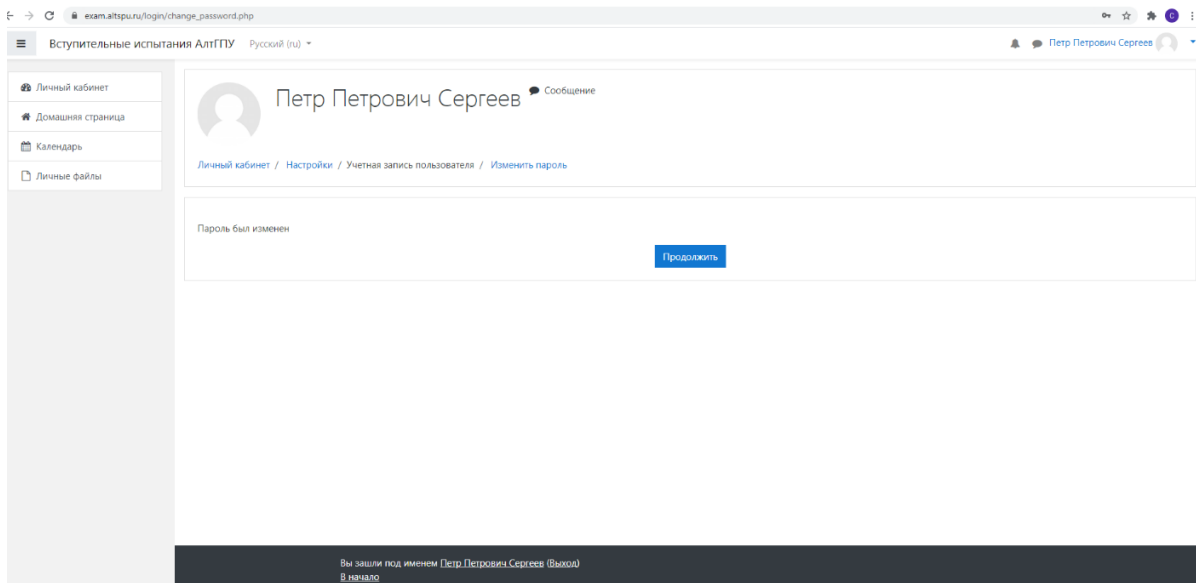 exam.altspu.ru/login/change_password.php
C
Вступительные испытания АлтГПУ Русский (ru)
Петр Петрович Сергеев
Личный кабинет
Домашняя страница
Календарь
Личные файлы
Петр Петрович Сергеев Сообщение
Личный кабинет / Настройки / Учетная запись пользователя / Изменить пароль
Пароль был изменен
Продолжить
Вы зашли под именем Петр Петрович Сергеев (Выход)
В начало